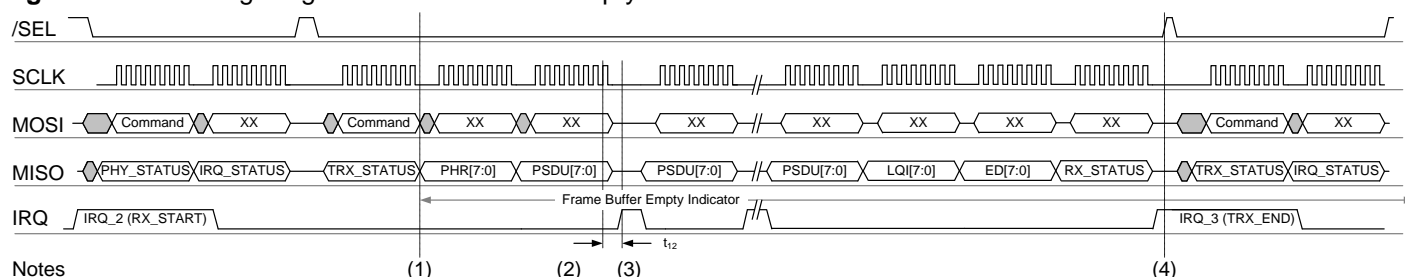 /SEL
SCLK
MOSI Command XX Command XX XX XX XX XX XX XX Command XX
MISO PHY_STATUS IRQ_STATUS TRX_STATUS PHR[7:0] PSDU[7:0] PSDU[7:0] PSDU[7:0] LQI[7:0] ED[7:0] RX_STATUS TRX_STATUS IRQ_STATUS
Frame Buffer Empty Indicator
IRQ IRQ_2 (RX_START) IRQ_3 (TRX_END)
t12
Notes (1) (2) (3) (4)